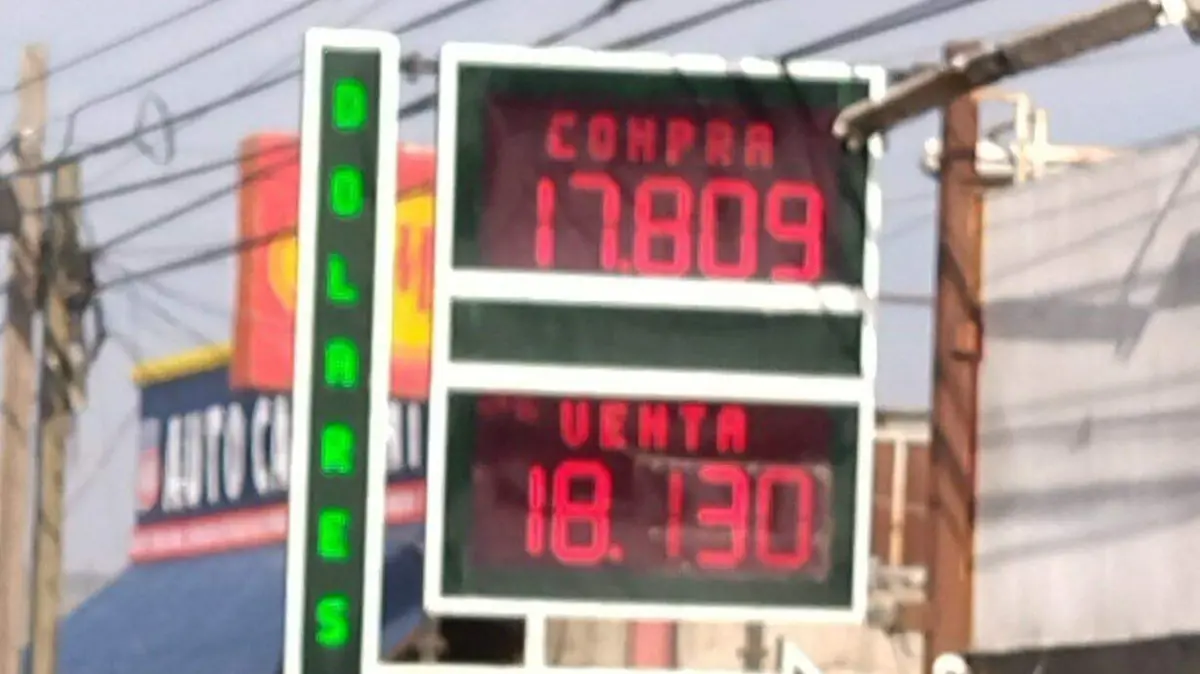 DOLARES
COMPRA
17.809
VENTA
18.130
AUTO